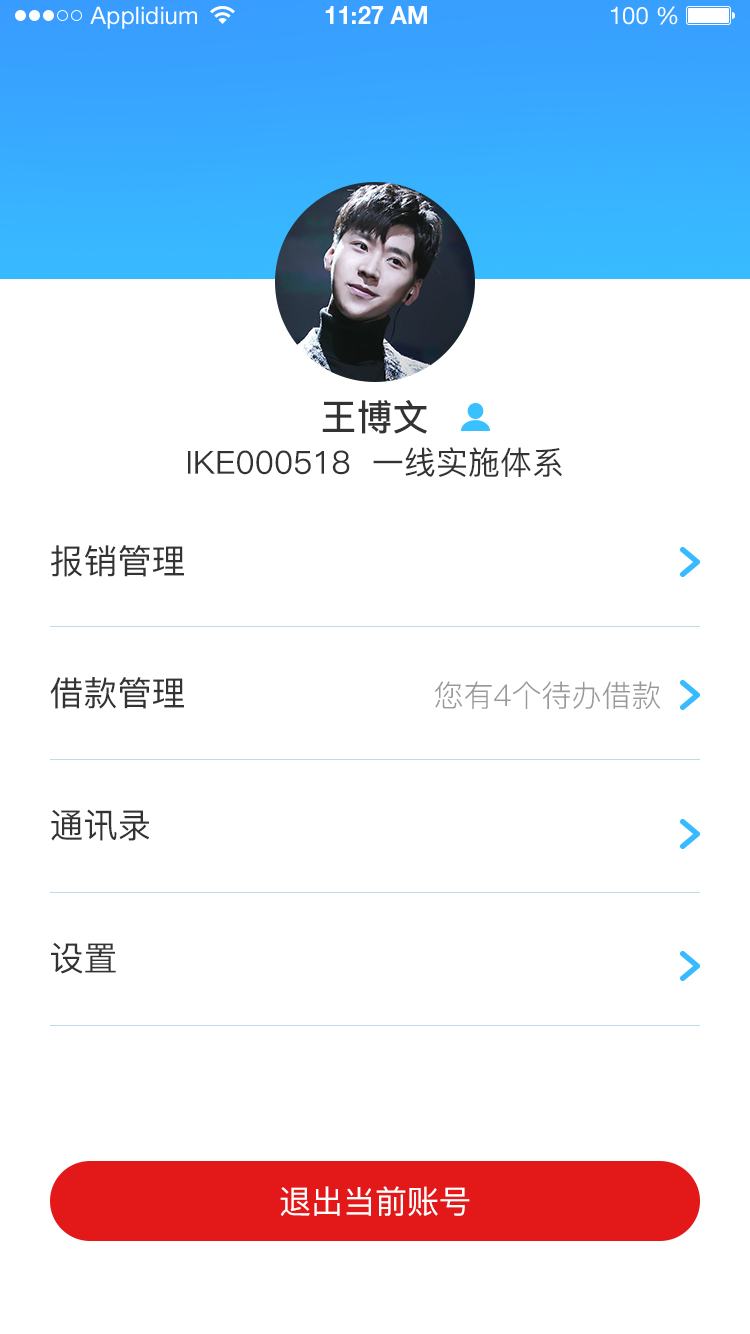 Applidium 11:27 AM 100 %
王博文
IKE000518 一线实施体系
报销管理
借款管理 您有4个待办借款
通讯录
设置
退出当前账号